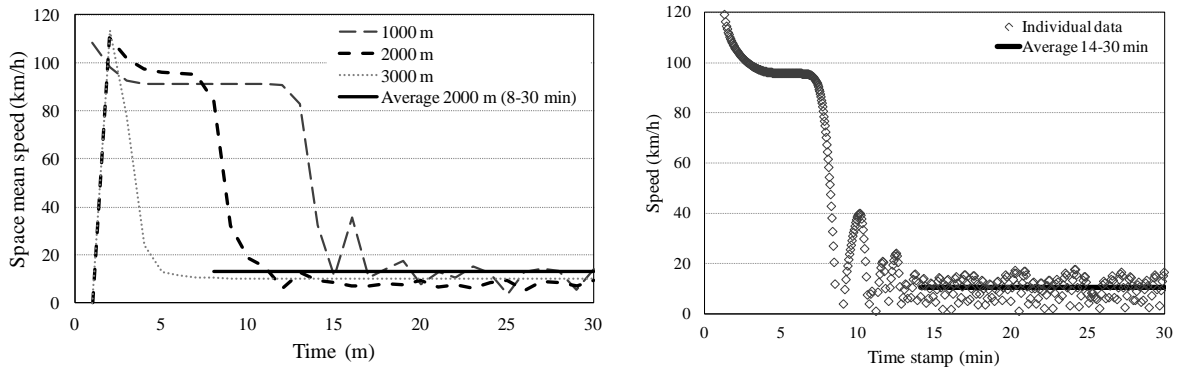 120
100
80
60
40
20
0
Space mean speed (km/h)
1000 m
2000 m
3000 m
Average 2000 m (8-30 min)
0 5 10 15 20 25 30
Time (m)
120
100
80
60
40
20
0
Speed (km/h)
Individual data
Average 14-30 min
0 5 10 15 20 25 30
Time stamp (min)